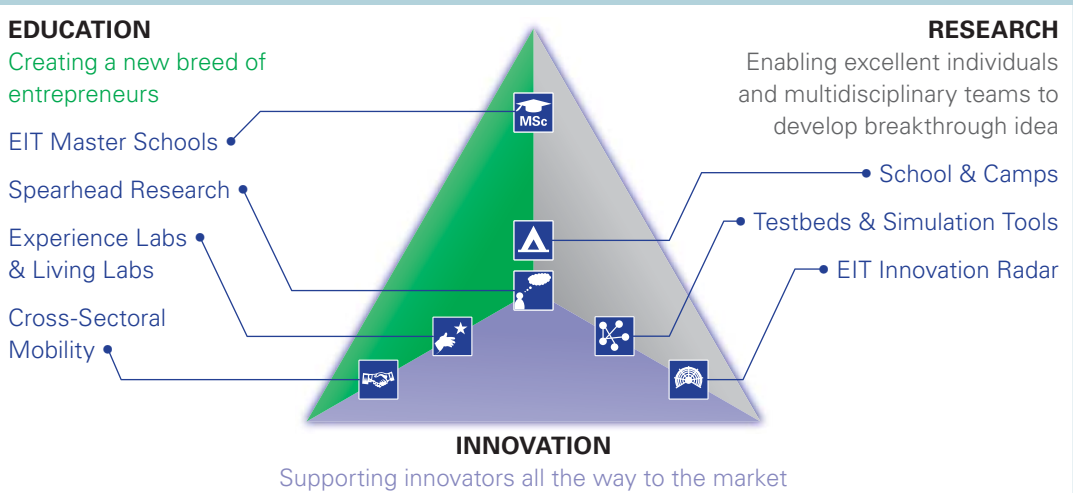 EDUCATION
Creating a new breed of
entrepreneurs
EIT Master Schools
Spearhead Research
Experience Labs
& Living Labs
Cross-Sectoral
Mobility
RESEARCH
Enabling excellent individuals
and multidisciplinary teams to
develop breakthrough idea
School & Camps
Testbeds & Simulation Tools
EIT Innovation Radar
MSc
INNOVATION
Supporting innovators all the way to the market